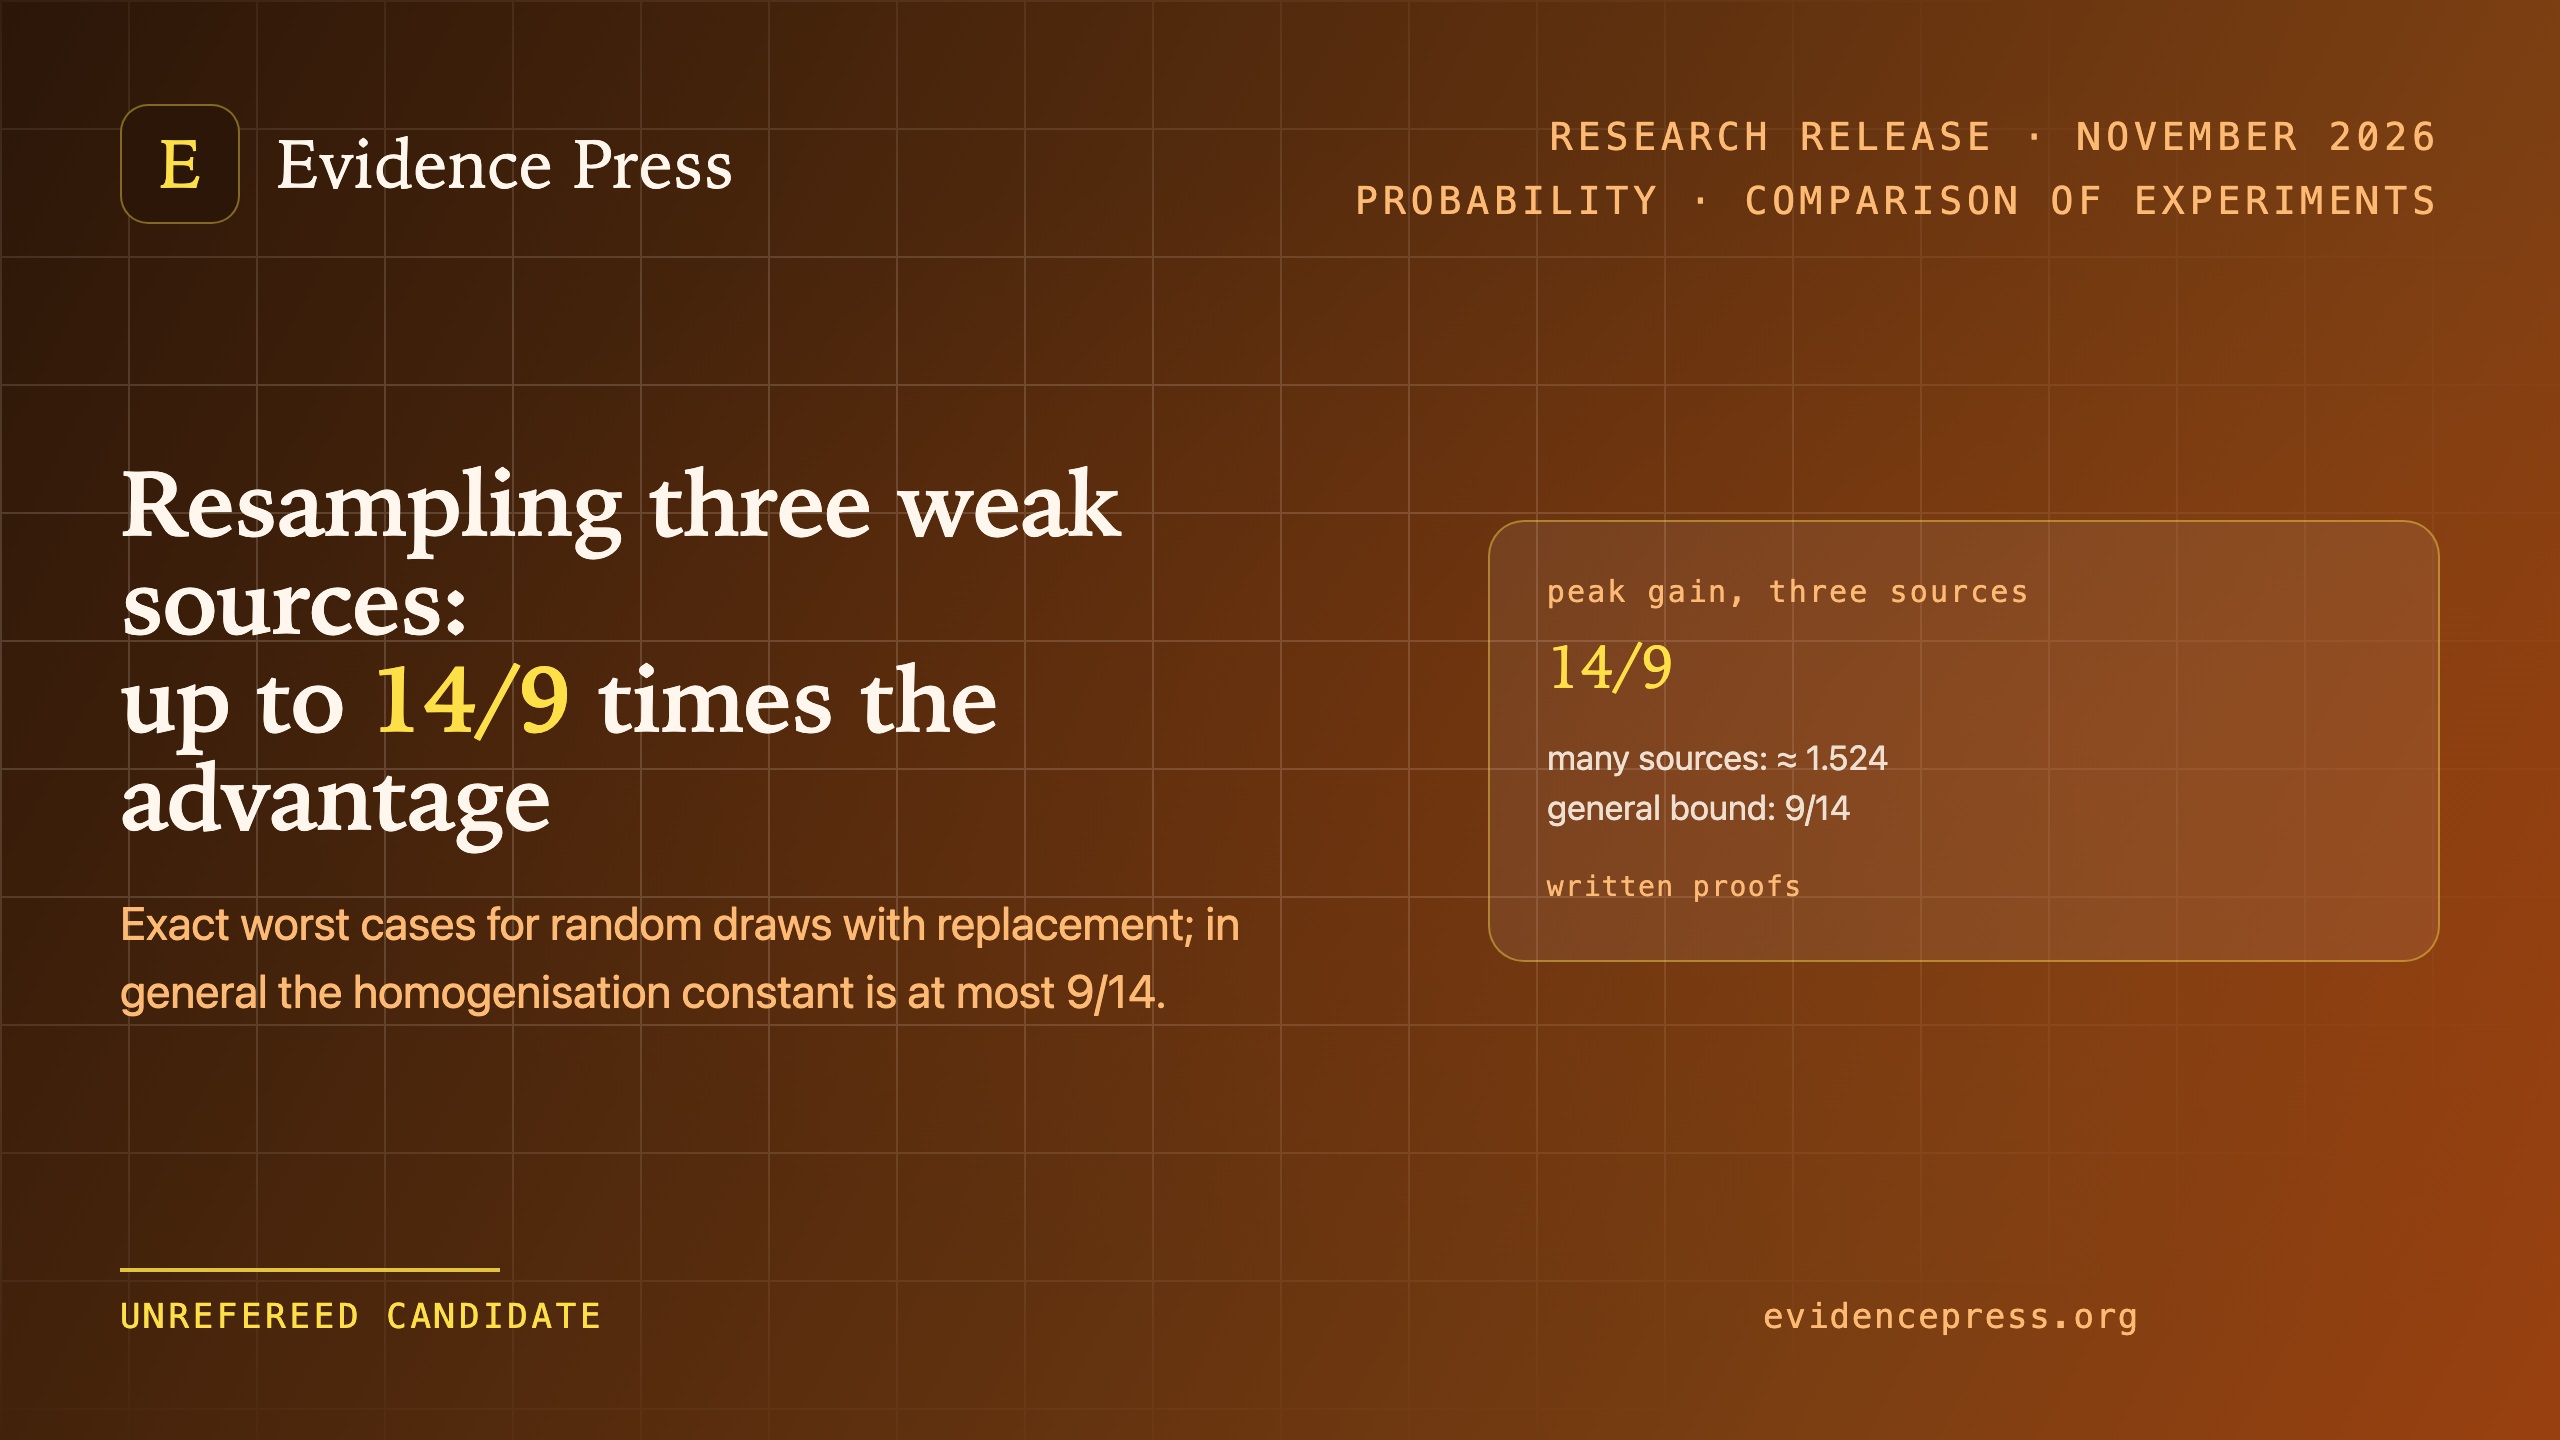 E Evidence Press
RESEARCH RELEASE · NOVEMBER 2026
PROBABILITY · COMPARISON OF EXPERIMENTS
Resampling three weak
sources:
up to 14/9 times the
advantage
Exact worst cases for random draws with replacement; in
general the homogenisation constant is at most 9/14.
peak gain, three sources
14/9
many sources: ≈ 1.524
general bound: 9/14
written proofs
UNREFEREED CANDIDATE
evidencepress.org